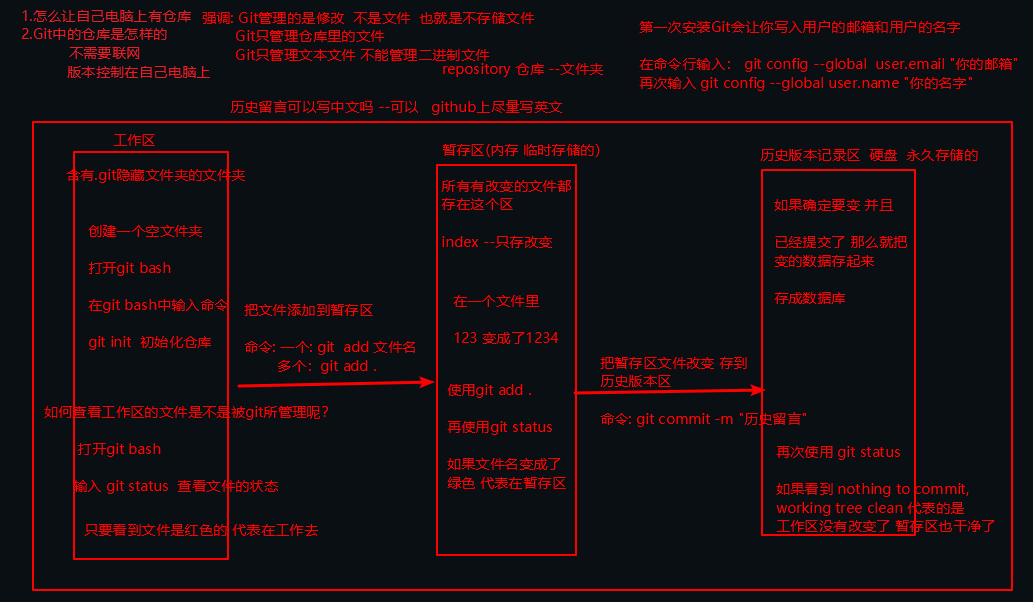 1.怎么让自己电脑上有仓库
2.Git中的仓库是怎样的
不需要联网
版本控制在自己电脑上
强调: Git管理的是修改  不是文件  也就是不存储文件
Git只管理仓库里的文件
Git只管理文本文件 不能管理二进制文件
repository 仓库 --文件夹
历史留言可以写中文吗 --可以   github上尽量写英文
第一次安装Git会让你写入用户的邮箱和用户的名字
在命令行输入： git config --global  user.email "你的邮箱"
再次输入 git config --global user.name "你的名字"
工作区
含有.git隐藏文件夹的文件夹
创建一个空文件夹
打开git bash
在git bash中输入命令
git init  初始化仓库
如何查看工作区的文件是不是被git所管理呢?
打开git bash
输入 git status  查看文件的状态
只要看到文件是红色的 代表在工作去
把文件添加到暂存区
命令: 一个: git  add 文件名
多个:  git add .
暂存区(内存 临时存储的)
所有有改变的文件都
存在这个区
index --只存改变
在一个文件里
123 变成了1234
使用git add .
再使用git status
如果文件名变成了
绿色 代表在暂存区
把暂存区文件改变 存到
历史版本区
命令: git commit -m "历史留言"
历史版本记录区  硬盘  永久存储的
如果确定要变 并且
已经提交了 那么就把
变的数据存起来
存成数据库
再次使用 git status
如果看到 nothing to commit,
working tree clean 代表的是
工作区没有改变了 暂存区也干净了